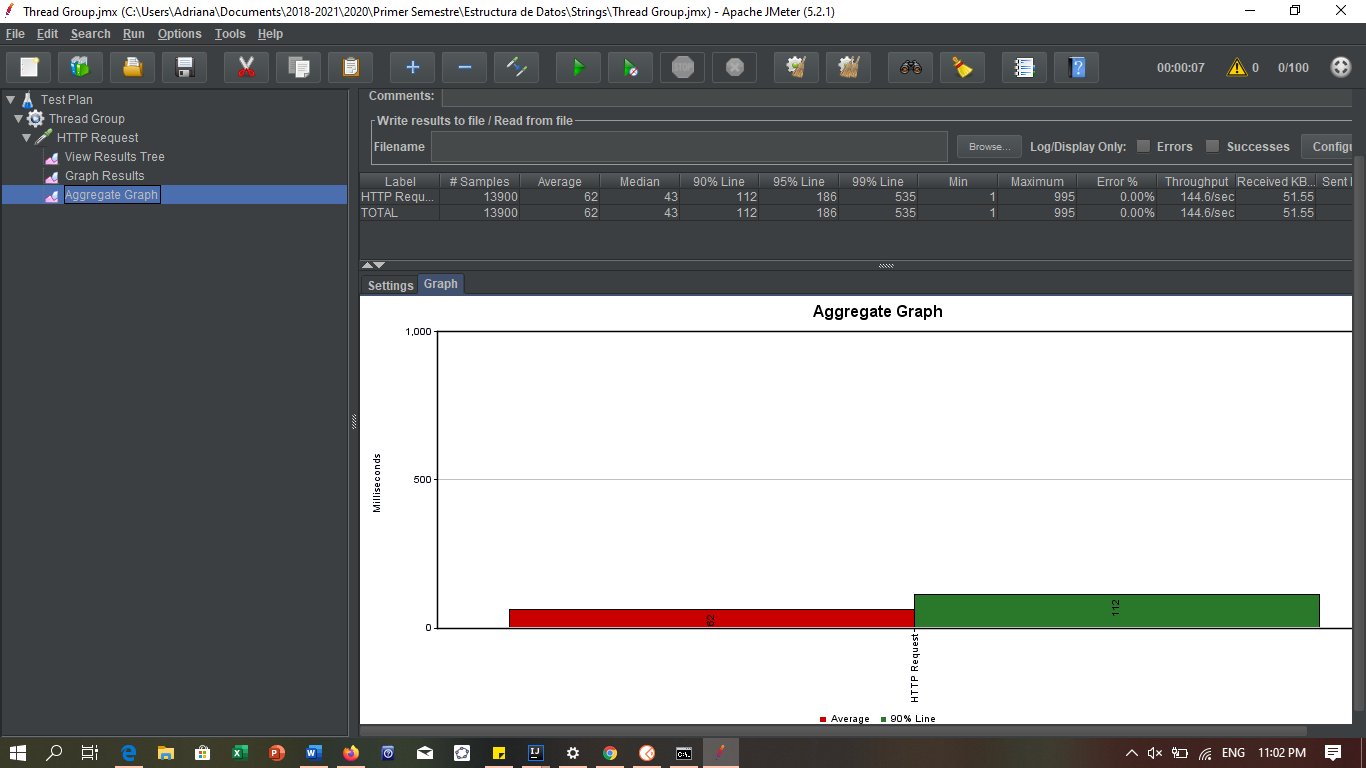 Thread Group.jmx (C:\Users\Adriana\Documents\2018-2021\2020\Primer Semestre\Estructura de Datos\Strings\Thread Group.jmx) - Apache JMeter (5.2.1)
File Edit Search Run Options Tools Help
STOP 00:00:07 0 0/100
Test Plan
Thread Group
HTTP Request
View Results Tree
Graph Results
Aggregate Graph
Comments:
Write results to file / Read from file
Filename Browse... Log/Display Only: Errors Successes Configu
Label # Samples Average Median 90% Line 95% Line 99% Line Min Maximum Error % Throughput Received KB... Sent
HTTP Requ... 13900 62 43 112 186 535 1 995 0.00% 144.6/sec 51.55
TOTAL 13900 62 43 112 186 535 1 995 0.00% 144.6/sec 51.55
Settings Graph
Aggregate Graph
1,000
500
0
Milliseconds
62
112
HTTP Request
Average 90% Line
ENG 11:02 PM